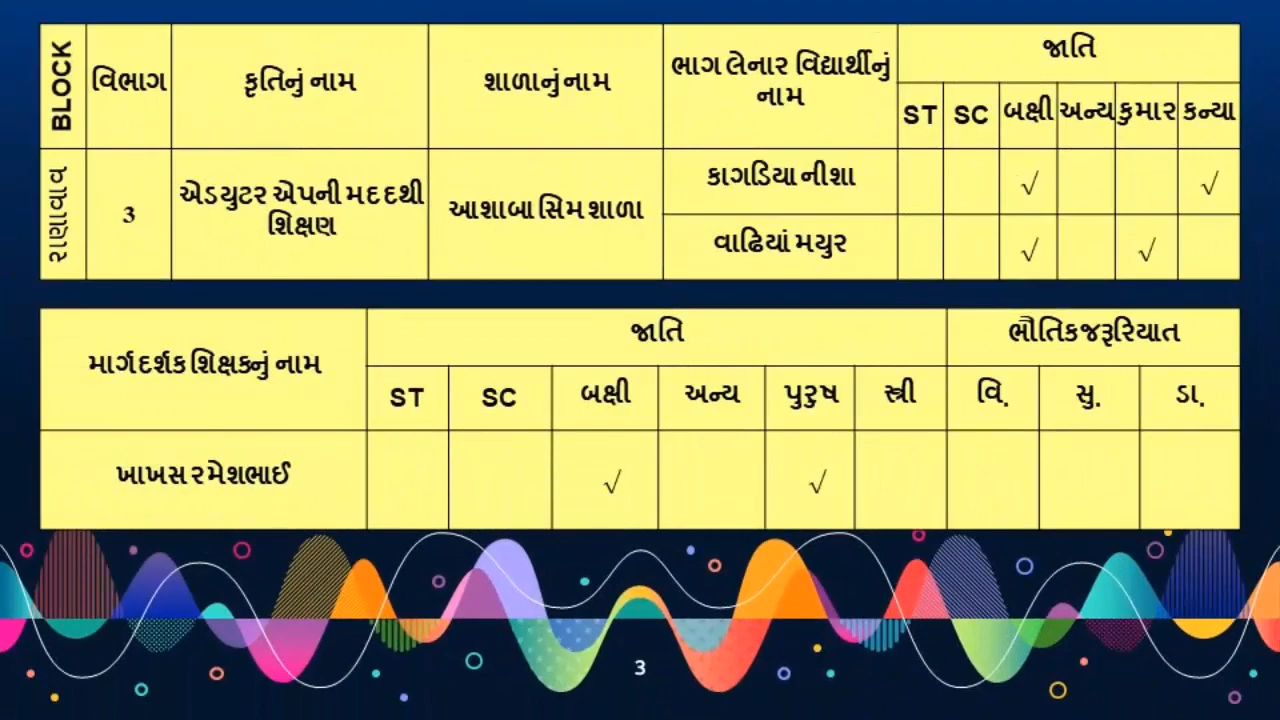 BLOCK વિભાગ કૃતિનું નામ શાળાનું નામ ભાગ લેનાર વિદ્યાર્થીનું નામ જાતિ
ST SC બક્ષી અન્ય કુમાર કન્યા
રાણાવાવ 3 એડયુટર એપની મદદથી શિક્ષણ આશાબા સિમ શાળા કાગડિયા નીશા √ √
વાઢિયાં મયુર √ √
માર્ગદર્શક શિક્ષકનું નામ જાતિ ભૌતિક જરૂરિયાત
ST SC બક્ષી અન્ય પુરુષ સ્ત્રી વિ. સુ. ડા.
ખાખસ રમેશભાઈ √ √
3